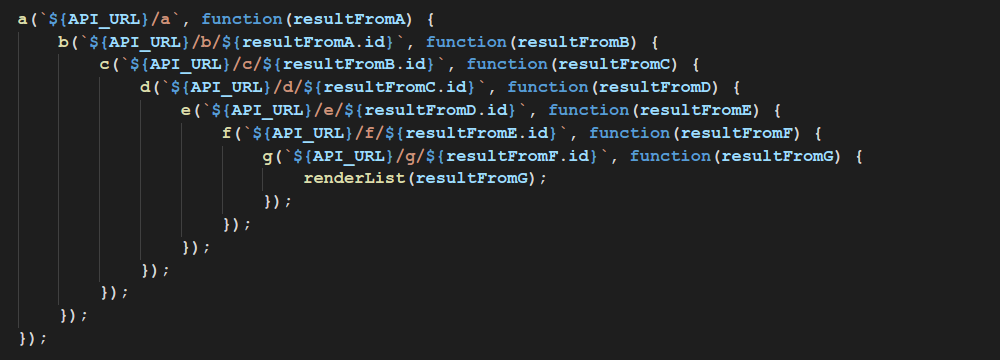 a(`${API_URL}/a`, function(resultFromA) {
    b(`${API_URL}/b/${resultFromA.id}`, function(resultFromB) {
        c(`${API_URL}/c/${resultFromB.id}`, function(resultFromC) {
            d(`${API_URL}/d/${resultFromC.id}`, function(resultFromD) {
                e(`${API_URL}/e/${resultFromD.id}`, function(resultFromE) {
                    f(`${API_URL}/f/${resultFromE.id}`, function(resultFromF) {
                        g(`${API_URL}/g/${resultFromF.id}`, function(resultFromG) {
                            renderList(resultFromG);
                        });
                    });
                });
            });
        });
    });
});